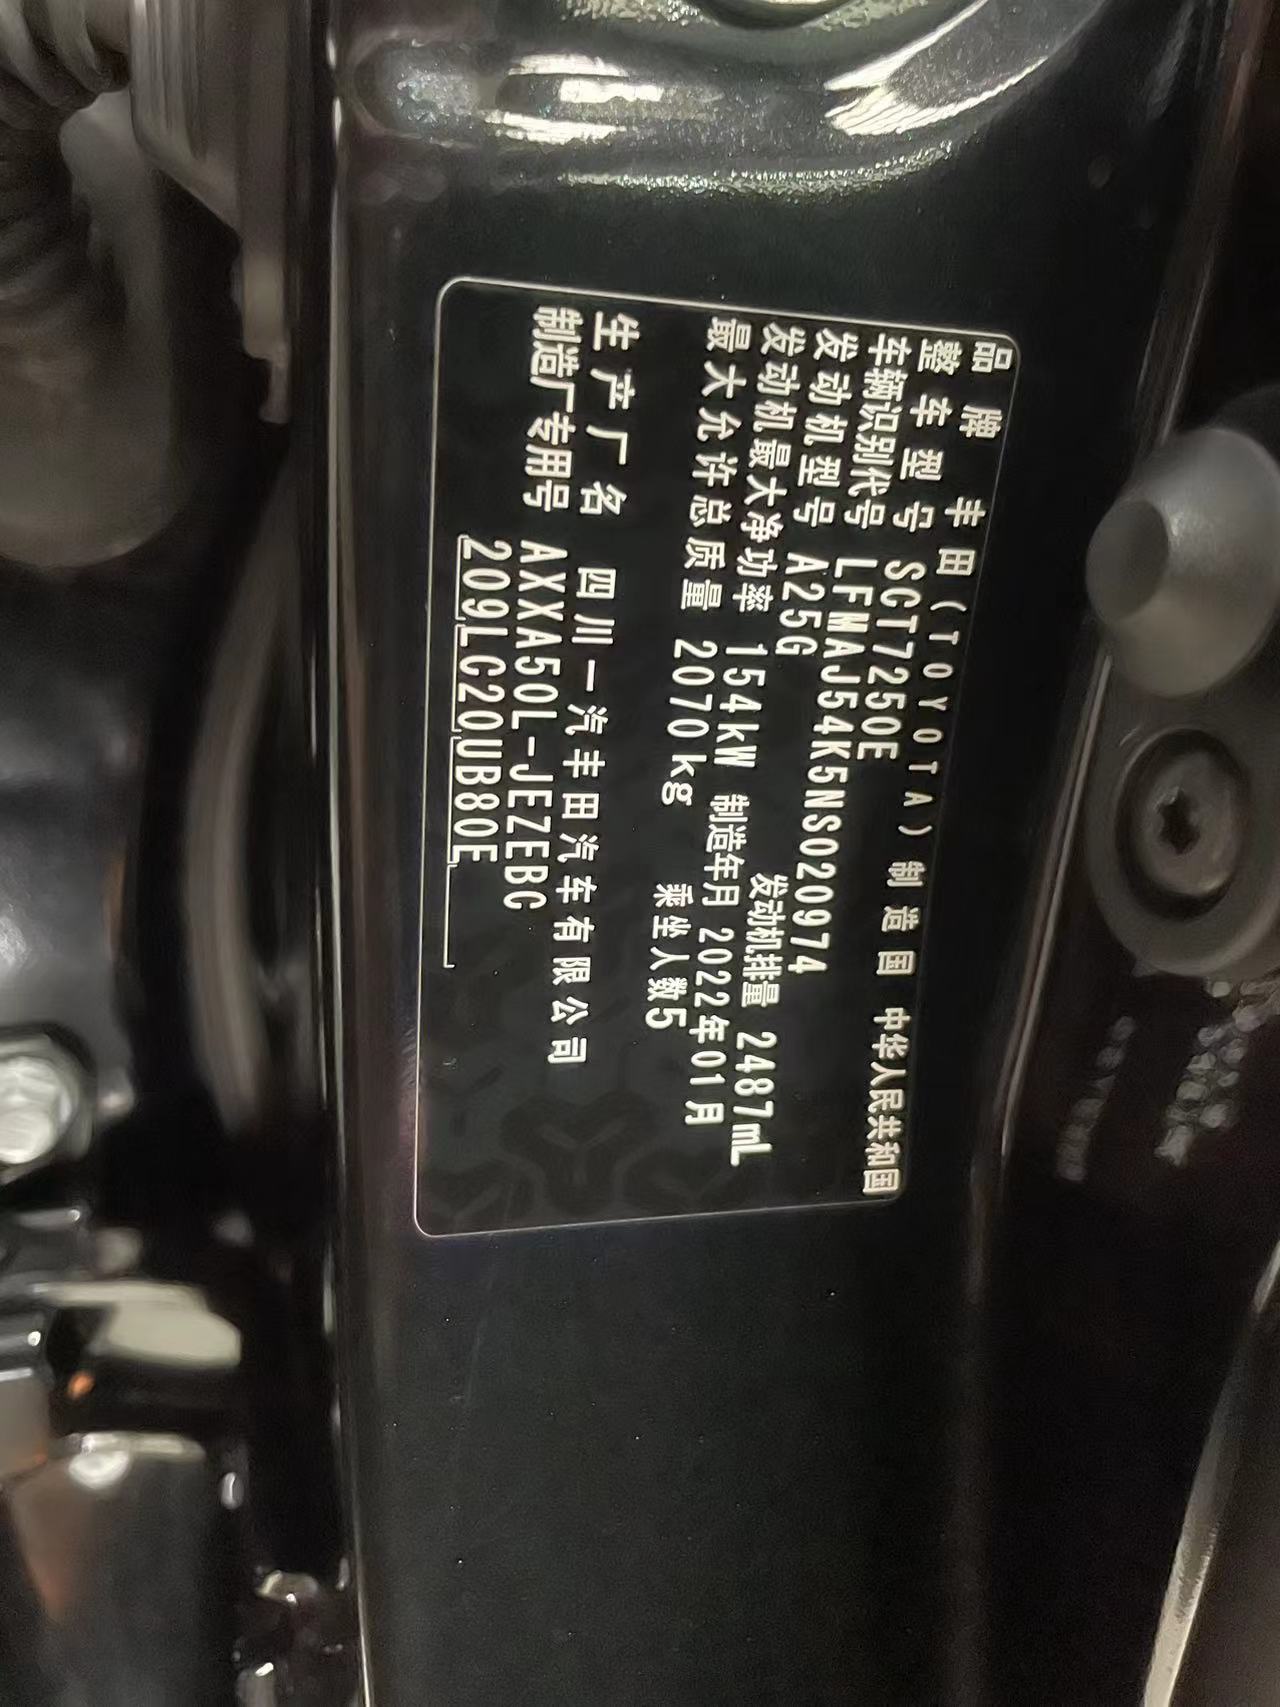 品牌 丰田(TOYOTA) 制造国 中华人民共和国
整车型号 SCT7250E
车辆识别代号 LFMAJ54K5NS020974
发动机型号 A25G 发动机排量 2487mL
发动机最大净功率 154kW 制造年月 2022年01月
最大允许总质量 2070kg 乘坐人数5
生产厂名 四川一汽丰田汽车有限公司
制造厂专用号 AXXA50L-JEZEBC
209LC20UB80E